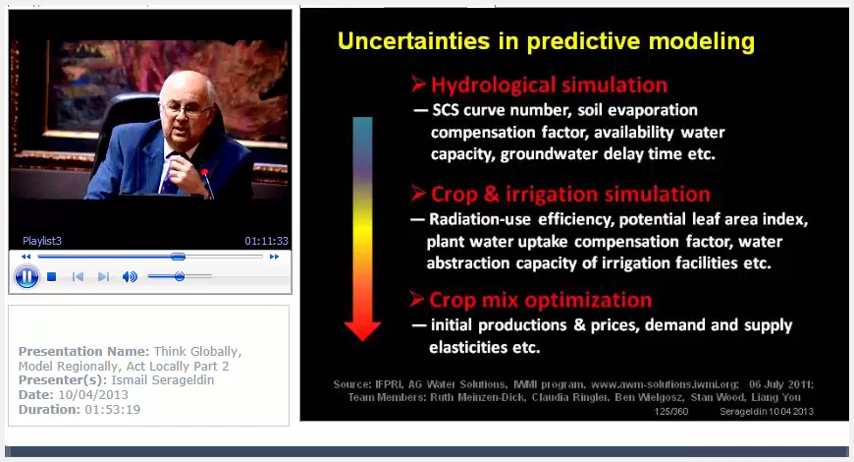 Uncertainties in predictive modeling
➤ Hydrological simulation
— SCS curve number, soil evaporation
compensation factor, availability water
capacity, groundwater delay time etc.
➤ Crop & irrigation simulation
— Radiation-use efficiency, potential leaf area index,
plant water uptake compensation factor, water
abstraction capacity of irrigation facilities etc.
➤ Crop mix optimization
— initial productions & prices, demand and supply
elasticities etc.
Source: IFPRI, AG Water Solutions, IWMI program, www.awm-solutions.iwmi.org; 06 July 2011;
Team Members: Ruth Meinzen-Dick, Claudia Ringler, Ben Wielgosz, Stan Wood, Liang You
125/360 Serageldin 10 04 2013
Playlist3 01:11:33
Presentation Name: Think Globally,
Model Regionally, Act Locally Part 2
Presenter(s): Ismail Serageldin
Date: 10/04/2013
Duration: 01:53:19